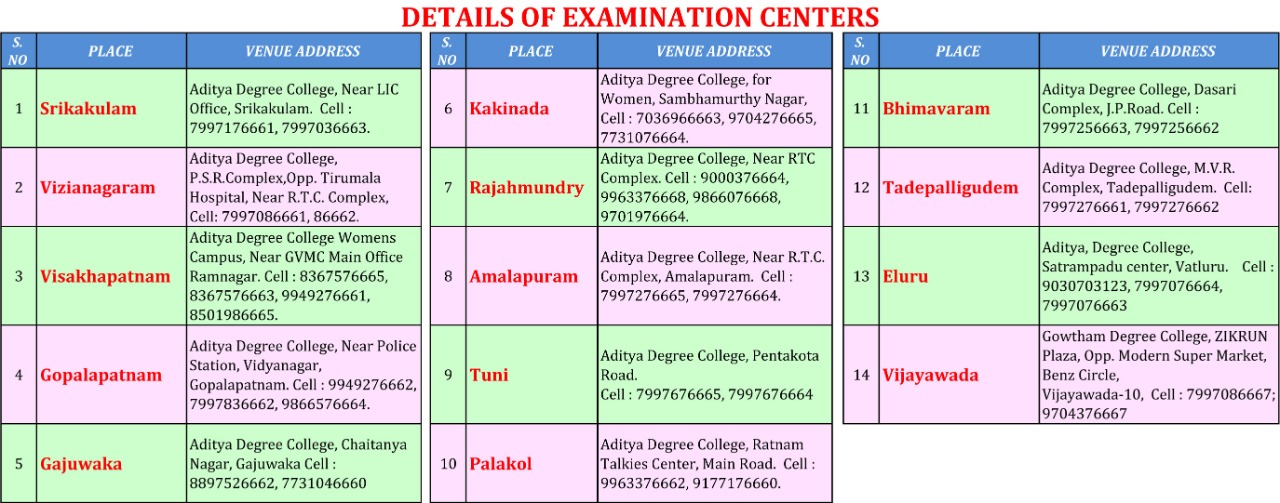 DETAILS OF EXAMINATION CENTERS
S.
NO
PLACE
VENUE ADDRESS
1
Srikakulam
Aditya Degree College, Near LIC
Office, Srikakulam. Cell :
7997176661, 7997036663.
2
Vizianagaram
Aditya Degree College,
P.S.R.Complex,Opp. Tirumala
Hospital, Near R.T.C. Complex,
Cell: 7997086661, 86662.
3
Visakhapatnam
Aditya Degree College Womens
Campus, Near GVMC Main Office
Ramnagar. Cell : 8367576665,
8367576663, 9949276661,
8501986665.
4
Gopalapatnam
Aditya Degree College, Near Police
Station, Vidyanagar,
Gopalapatnam. Cell : 9949276662,
7997836662, 9866576664.
5
Gajuwaka
Aditya Degree College, Chaitanya
Nagar, Gajuwaka Cell :
8897526662, 7731046660
S.
NO
PLACE
VENUE ADDRESS
6
Kakinada
Aditya Degree College, for
Women, Sambhamurthy Nagar,
Cell : 7036966663, 9704276665,
7731076664.
7
Rajahmundry
Aditya Degree College, Near RTC
Complex. Cell : 9000376664,
9963376668, 9866076668,
9701976664.
8
Amalapuram
Aditya Degree College, Near R.T.C.
Complex, Amalapuram. Cell :
7997276665, 7997276664.
9
Tuni
Aditya Degree College, Pentakota
Road.
Cell : 7997676665, 7997676664
10
Palakol
Aditya Degree College, Ratnam
Talkies Center, Main Road. Cell :
9963376662, 9177176660.
S.
NO
PLACE
VENUE ADDRESS
11
Bhimavaram
Aditya Degree College, Dasari
Complex, J.P.Road. Cell :
7997256663, 7997256662
12
Tadepalligudem
Aditya Degree College, M.V.R.
Complex, Tadepalligudem. Cell:
7997276661, 7997276662
13
Eluru
Aditya, Degree College,
Satrampadu center, Vatluru. Cell :
9030703123, 7997076664,
7997076663
14
Vijayawada
Gowtham Degree College, ZIKRUN
Plaza, Opp. Modern Super Market,
Benz Circle,
Vijayawada-10, Cell : 7997086667;
9704376667